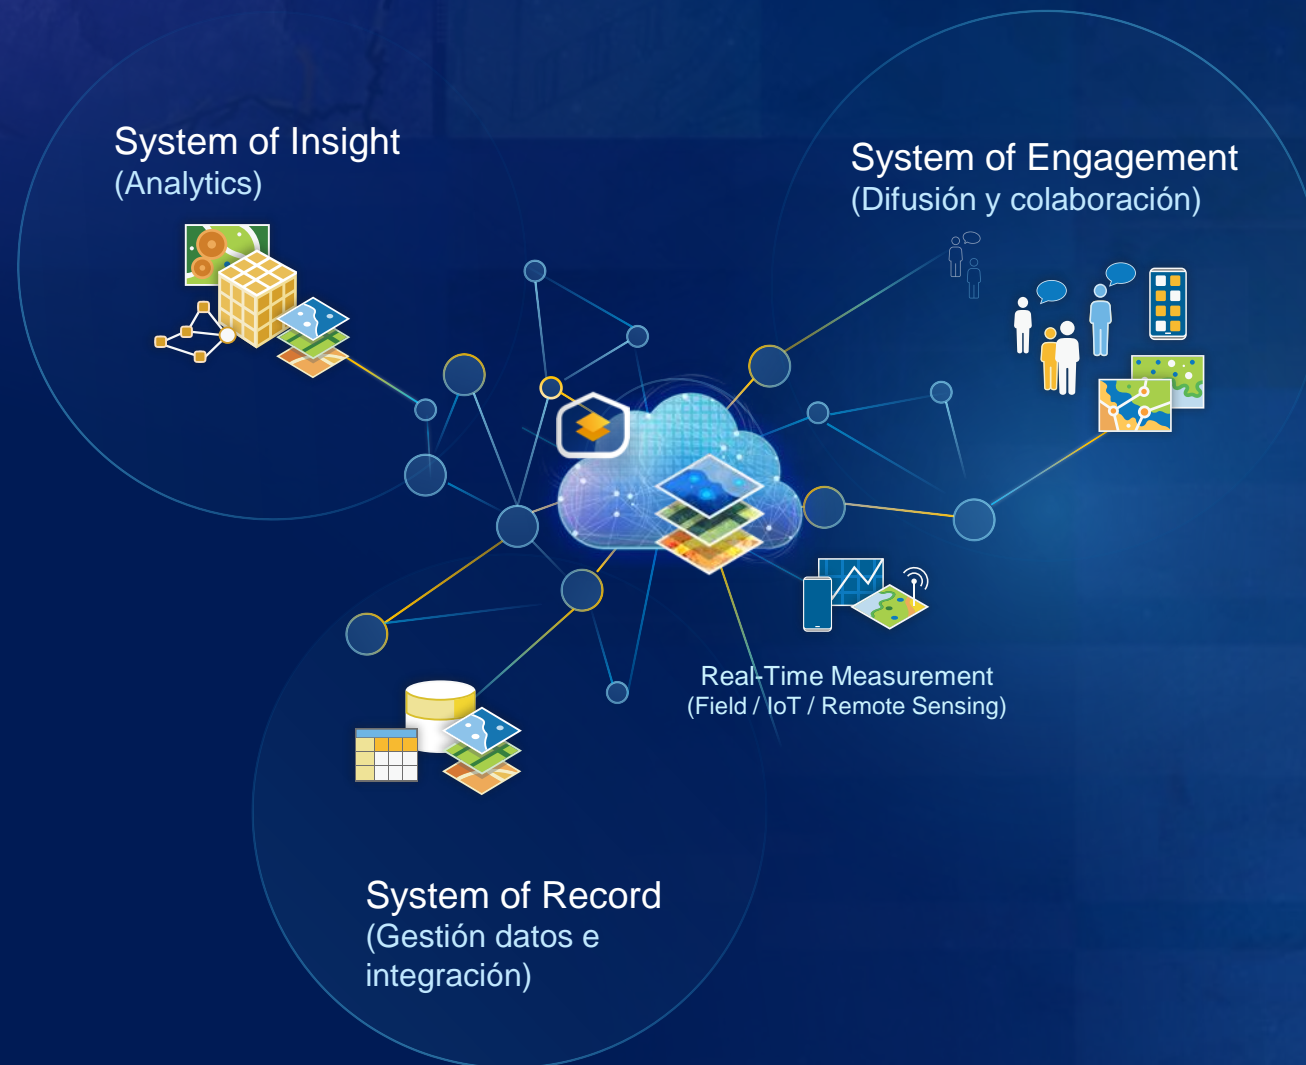 System of Insight
(Analytics)
System of Engagement
(Difusión y colaboración)
Real-Time Measurement
(Field / IoT / Remote Sensing)
System of Record
(Gestión datos e
integración)